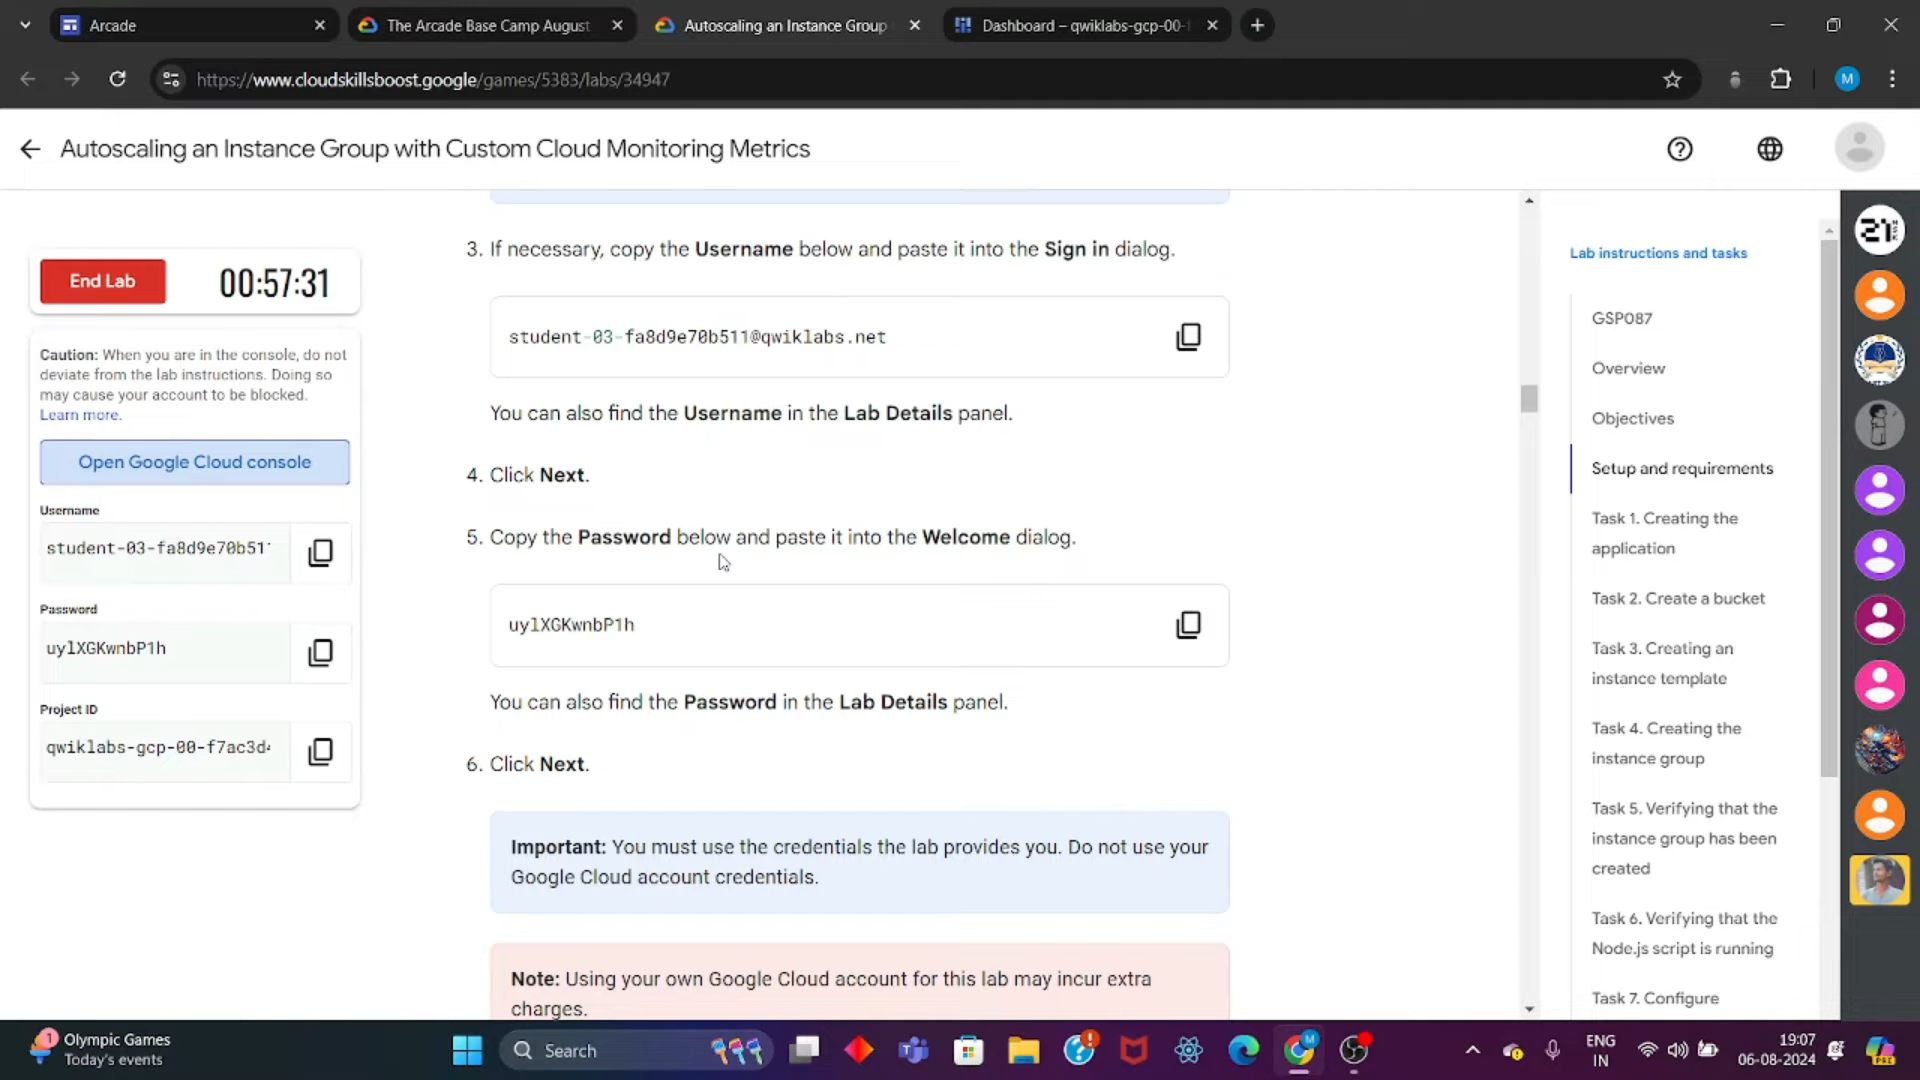 Arcade
The Arcade Base Camp August
Autoscaling an Instance Group
Dashboard – qwiklabs-gcp-00-
https://www.cloudskillsboost.google/games/5383/labs/34947
M
Autoscaling an Instance Group with Custom Cloud Monitoring Metrics
End Lab
00:57:31
Caution: When you are in the console, do not
deviate from the lab instructions. Doing so
may cause your account to be blocked.
Learn more.
Open Google Cloud console
Username
student-03-fa8d9e70b51
Password
uylXGKwnbP1h
Project ID
qwiklabs-gcp-00-f7ac3d
3. If necessary, copy the Username below and paste it into the Sign in dialog.
student-03-fa8d9e70b511@qwiklabs.net
You can also find the Username in the Lab Details panel.
4. Click Next.
5. Copy the Password below and paste it into the Welcome dialog.
uylXGKwnbP1h
You can also find the Password in the Lab Details panel.
6. Click Next.
Important: You must use the credentials the lab provides you. Do not use your
Google Cloud account credentials.
Note: Using your own Google Cloud account for this lab may incur extra
charges.
Lab instructions and tasks
GSP087
Overview
Objectives
Setup and requirements
Task 1. Creating the
application
Task 2. Create a bucket
Task 3. Creating an
instance template
Task 4. Creating the
instance group
Task 5. Verifying that the
instance group has been
created
Task 6. Verifying that the
Node.js script is running
Task 7. Configure
1
Olympic Games
Today's events
Search
M
ENG
IN
19:07
06-08-2024
PRE